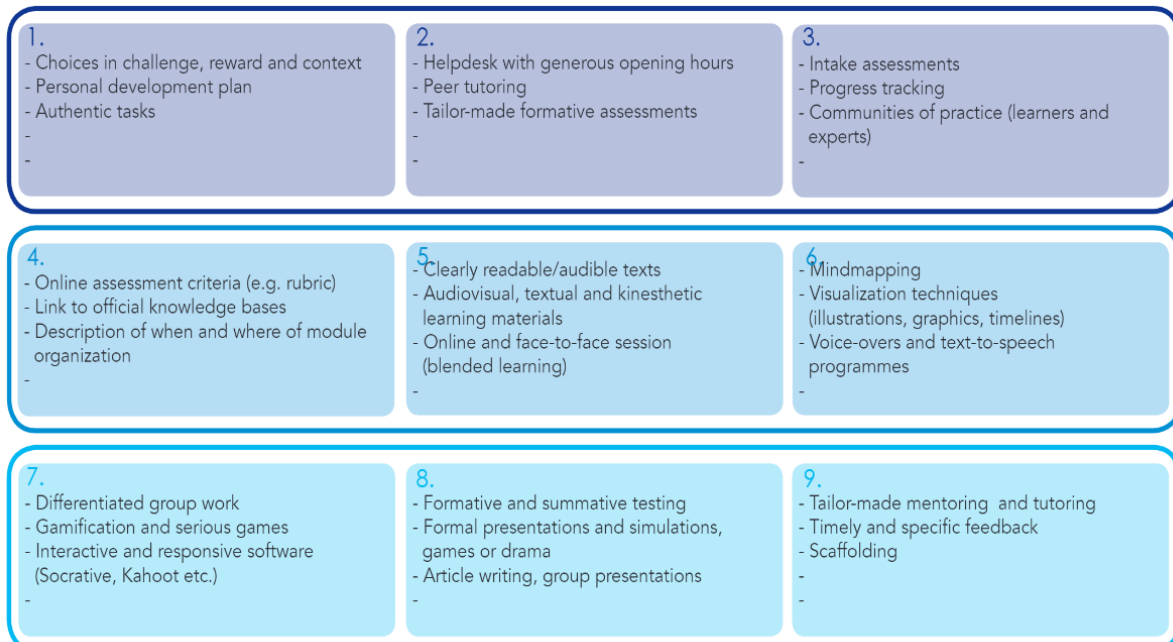 1.
- Choices in challenge, reward and context
- Personal development plan
- Authentic tasks
-
-
2.
- Helpdesk with generous opening hours
- Peer tutoring
- Tailor-made formative assessments
-
-
3.
- Intake assessments
- Progress tracking
- Communities of practice (learners and
experts)
-
4.
- Online assessment criteria (e.g. rubric)
- Link to official knowledge bases
- Description of when and where of module
organization
-
5.
- Clearly readable/audible texts
- Audiovisual, textual and kinesthetic
learning materials
- Online and face-to-face session
(blended learning)
-
6.
- Mindmapping
- Visualization techniques
(illustrations, graphics, timelines)
- Voice-overs and text-to-speech
programmes
-
7.
- Differentiated group work
- Gamification and serious games
- Interactive and responsive software
(Socrative, Kahoot etc.)
-
8.
- Formative and summative testing
- Formal presentations and simulations,
games or drama
- Article writing, group presentations
-
9.
- Tailor-made mentoring and tutoring
- Timely and specific feedback
- Scaffolding
-
-